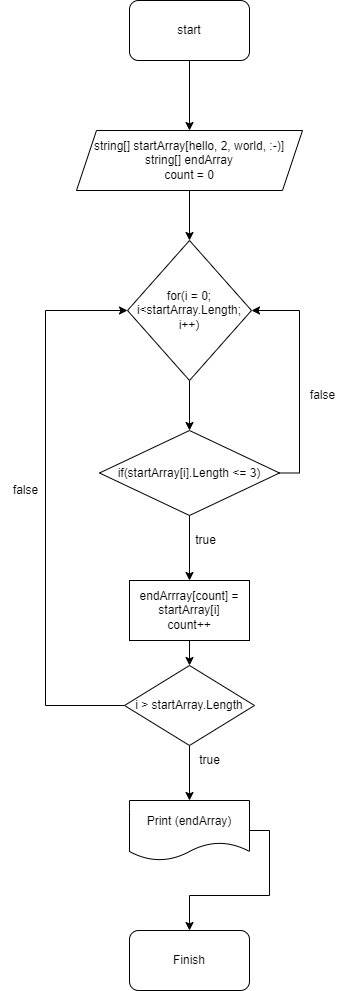 start
string[] startArray[hello, 2, world, :-)]
string[] endArray
count = 0
for(i = 0;
i<startArray.Length;
i++)
false
if(startArray[i].Length <= 3)
false
true
endArrray[count] =
startArray[i]
count++
i > startArray.Length
true
Print (endArray)
Finish